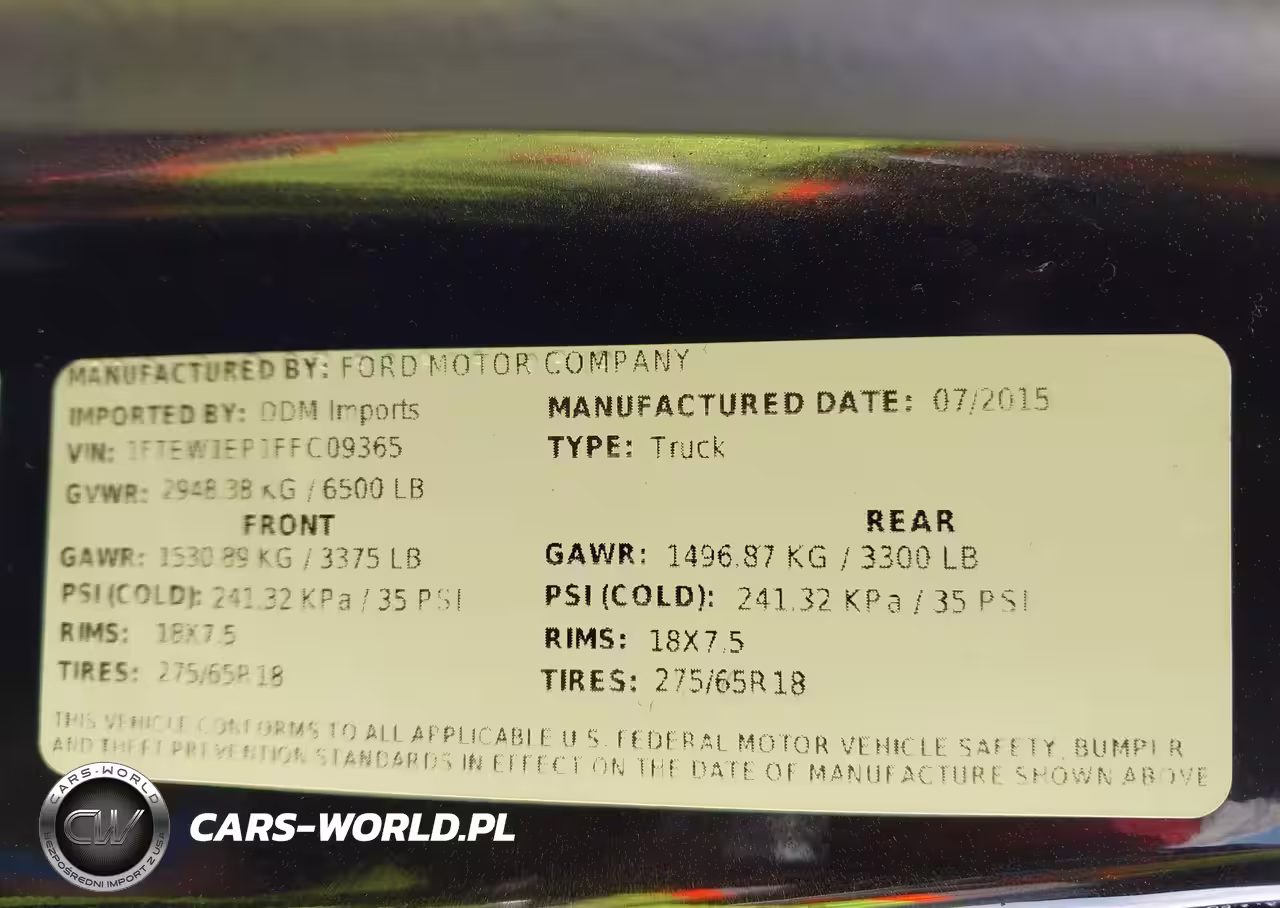 MANUFACTURED BY: FORD MOTOR COMPANY
IMPORTED BY: DDM Imports
MANUFACTURED DATE: 07/2015
VIN: 1FTEW1EP1FFC09365
TYPE: Truck
GVWR: 2948.38 KG / 6500 LB
FRONT
REAR
GAWR: 1530.89 KG / 3375 LB
GAWR: 1496.87 KG / 3300 LB
PSI (COLD): 241.32 KPa / 35 PSI
PSI (COLD): 241.32 KPa / 35 PSI
RIMS: 18X7.5
RIMS: 18X7.5
TIRES: 275/65R18
TIRES: 275/65R18
THIS VEHICLE CONFORMS TO ALL APPLICABLE U.S. FEDERAL MOTOR VEHICLE SAFETY, BUMPER
AND THEFT PREVENTION STANDARDS IN EFFECT ON THE DATE OF MANUFACTURE SHOWN ABOVE
CARS-WORLD
CW
BEZPOŚREDNI IMPORT Z USA
CARS-WORLD.PL